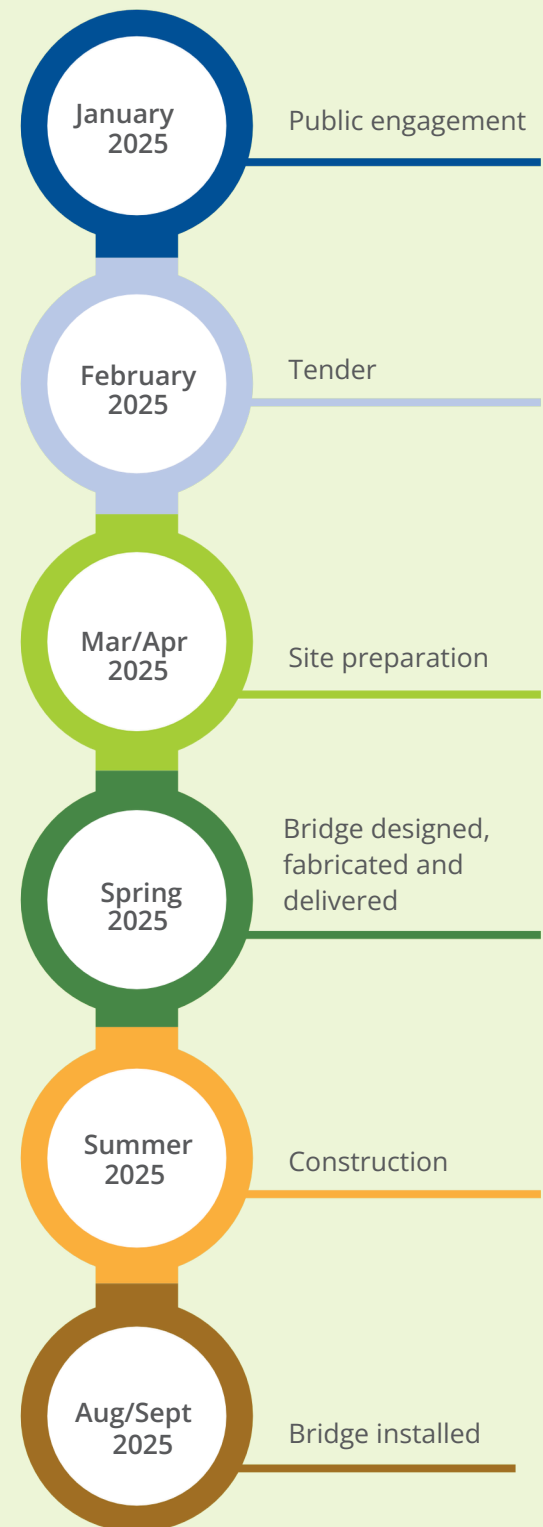 January
2025
Public engagement
February
2025
Tender
Mar/Apr
2025
Site preparation
Spring
2025
Bridge designed,
fabricated and
delivered
Summer
2025
Construction
Aug/Sept
2025
Bridge installed